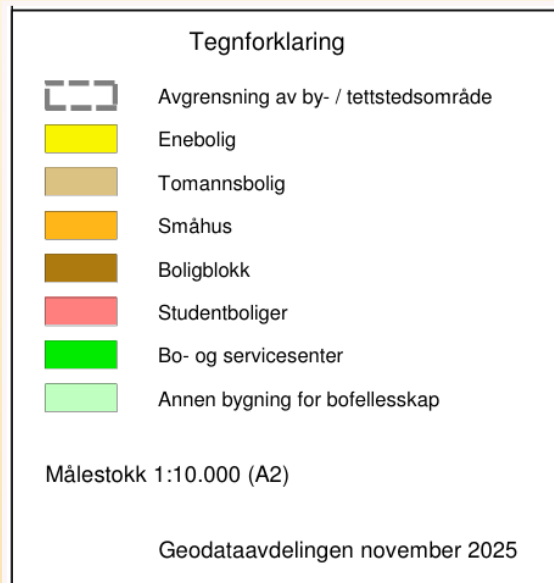 Tegnforklaring
Avgrensning av by- / tettstedsområde
Enebolig
Tomannsbolig
Småhus
Boligblokk
Studentboliger
Bo- og servicesenter
Annen bygning for bofellesskap
Målestokk 1:10.000 (A2)
Geodataavdelingen november 2025